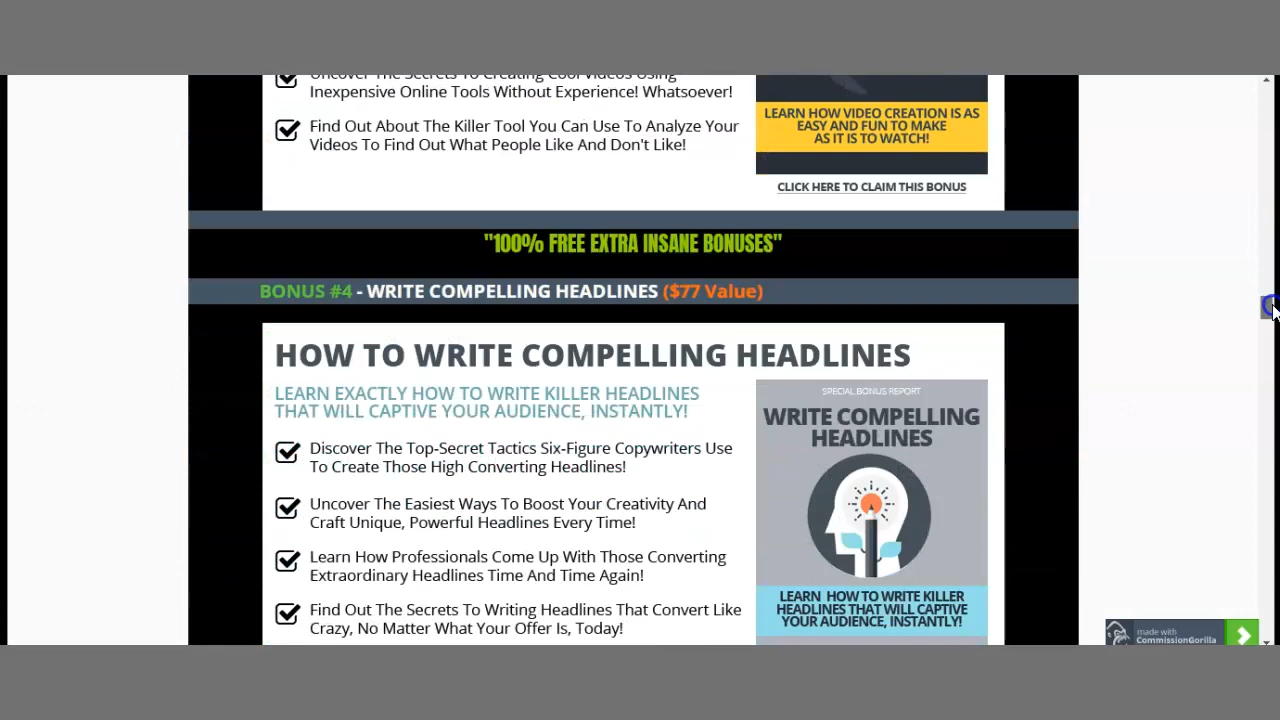 Uncover The Secrets To Creating Cool Videos Using
Inexpensive Online Tools Without Experience! Whatsoever!
Find Out About The Killer Tool You Can Use To Analyze Your
Videos To Find Out What People Like And Don't Like!
LEARN HOW VIDEO CREATION IS AS
EASY AND FUN TO MAKE
AS IT IS TO WATCH!
CLICK HERE TO CLAIM THIS BONUS
"100% FREE EXTRA INSANE BONUSES"
BONUS #4 - WRITE COMPELLING HEADLINES ($77 Value)
HOW TO WRITE COMPELLING HEADLINES
LEARN EXACTLY HOW TO WRITE KILLER HEADLINES
THAT WILL CAPTIVE YOUR AUDIENCE, INSTANTLY!
Discover The Top-Secret Tactics Six-Figure Copywriters Use
To Create Those High Converting Headlines!
Uncover The Easiest Ways To Boost Your Creativity And
Craft Unique, Powerful Headlines Every Time!
Learn How Professionals Come Up With Those Converting
Extraordinary Headlines Time And Time Again!
Find Out The Secrets To Writing Headlines That Convert Like
Crazy, No Matter What Your Offer Is, Today!
SPECIAL BONUS REPORT
WRITE COMPELLING
HEADLINES
LEARN HOW TO WRITE KILLER
HEADLINES THAT WILL CAPTIVE
YOUR AUDIENCE, INSTANTLY!
made with
CommissionGorilla